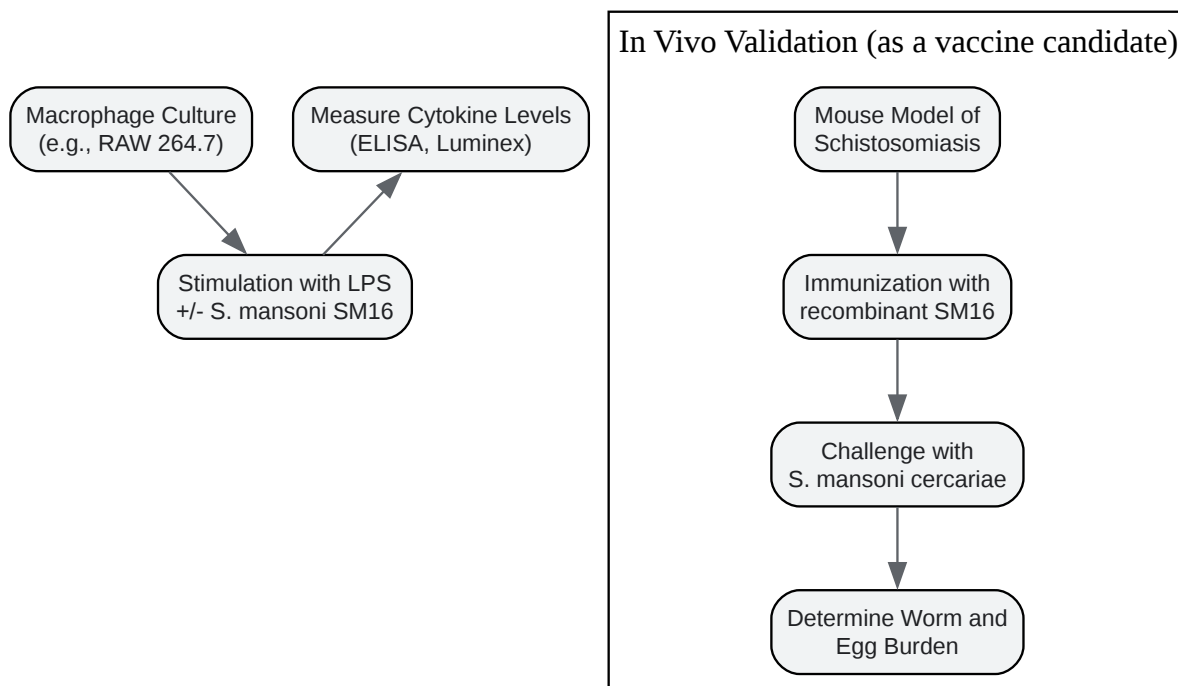 In Vivo Validation (as a vaccine candidate)
Macrophage Culture
(e.g., RAW 264.7)
Measure Cytokine Levels
(ELISA, Luminex)
Stimulation with LPS
+/- S. mansoni SM16
Mouse Model of
Schistosomiasis
Immunization with
recombinant SM16
Challenge with
S. mansoni cercariae
Determine Worm and
Egg Burden